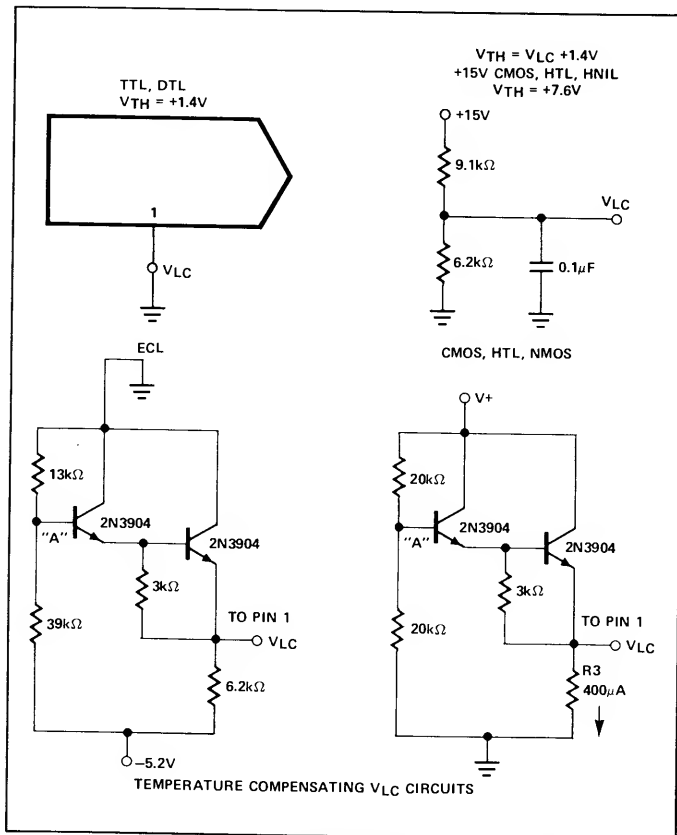 TTL, DTL
VTH = +1.4V
1
VLC
VTH = VLC +1.4V
+15V CMOS, HTL, HNIL
VTH = +7.6V
+15V
9.1kΩ
VLC
6.2kΩ
0.1μF
ECL
13kΩ
2N3904
"A"
2N3904
3kΩ
39kΩ
TO PIN 1
VLC
6.2kΩ
−5.2V
CMOS, HTL, NMOS
V+
20kΩ
2N3904
"A"
2N3904
3kΩ
20kΩ
TO PIN 1
VLC
R3
400μA
TEMPERATURE COMPENSATING VLC CIRCUITS